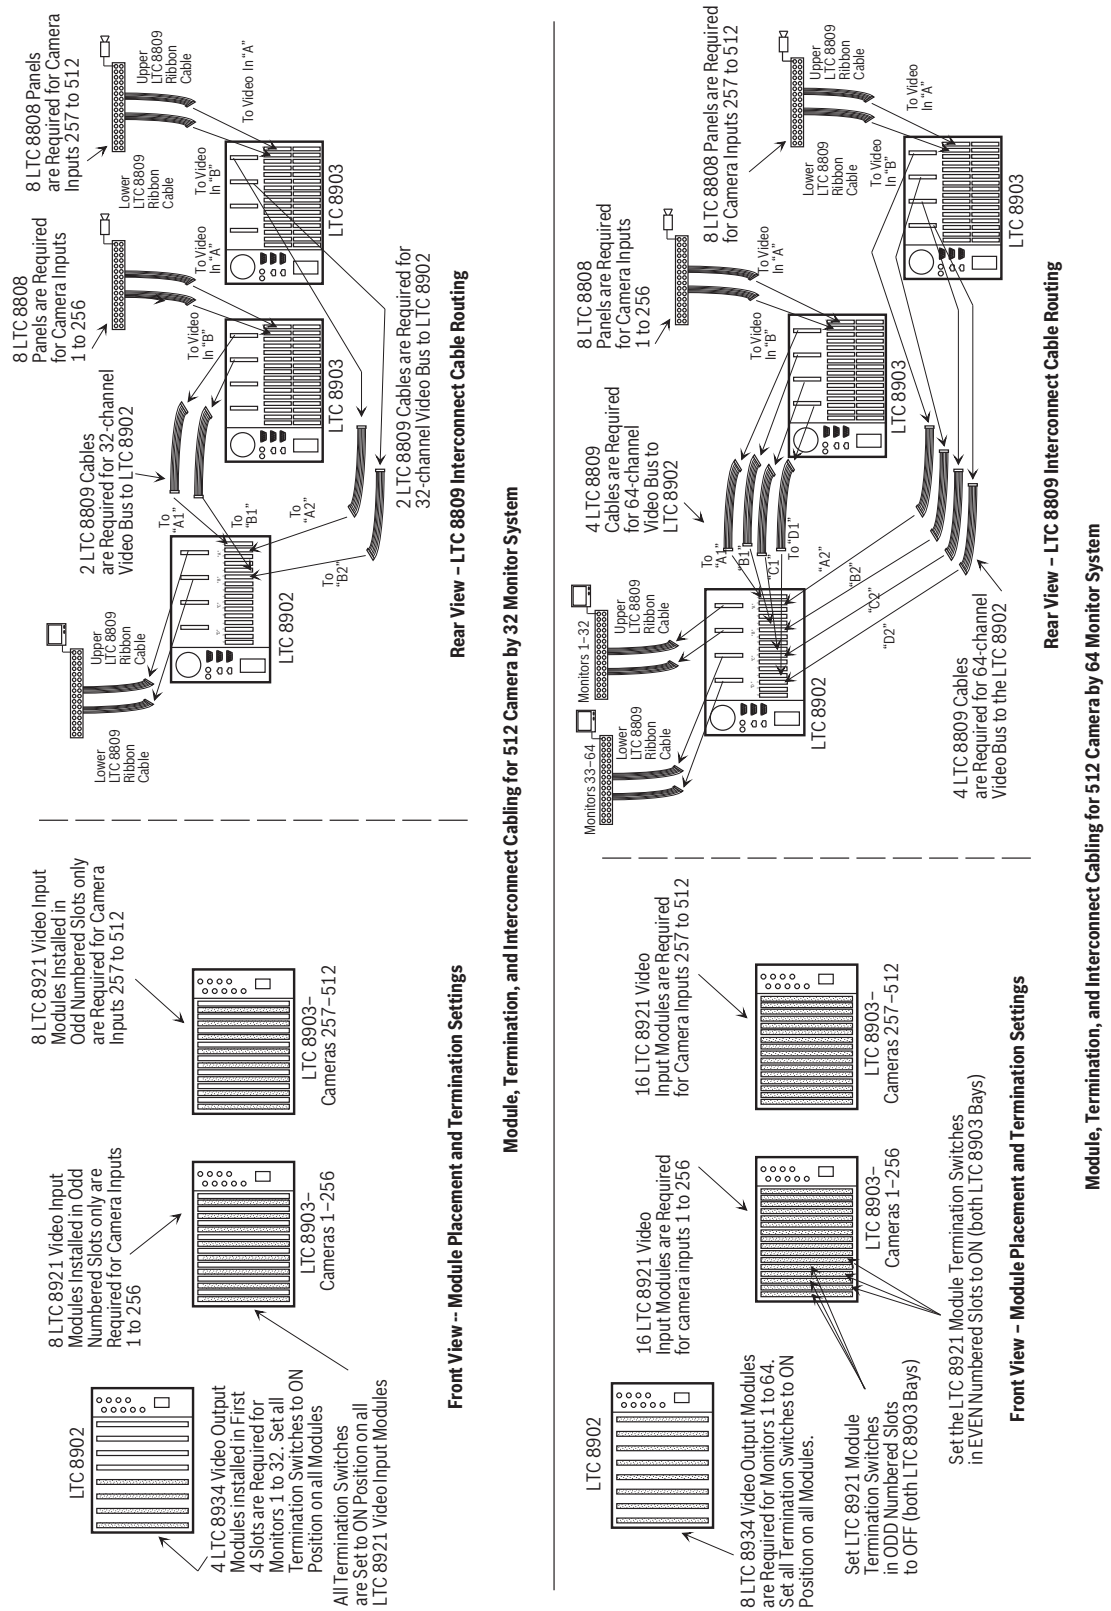 LTC 8902
4 LTC 8934 Video Output
Modules installed in First
4 Slots are Required for
Monitors 1 to 32. Set all
Termination Switches to ON
Position on all Modules
All Termination Switches
are Set to ON Position on all
LTC 8921 Video Input Modules
8 LTC 8921 Video Input
Modules Installed in Odd
Numbered Slots only are
Required for Camera Inputs
1 to 256
LTC 8903–
Cameras 1–256
8 LTC 8921 Video Input
Modules Installed in
Odd Numbered Slots only
are Required for Camera
Inputs 257 to 512
LTC 8903–
Cameras 257–512
Front View -- Module Placement and Termination Settings
Lower
LTC 8809
Ribbon
Cable
Upper
LTC 8809
Ribbon
Cable
LTC 8902
2 LTC 8809 Cables
are Required for 32-channel
Video Bus to LTC 8902
To
"A1"
To
"B1"
To
"A2"
To
"B2"
8 LTC 8808
Panels are Required
for Camera Inputs
1 to 256
To Video
In "B"
To Video
In "A"
LTC 8903
8 LTC 8808 Panels
are Required for Camera
Inputs 257 to 512
Lower
LTC 8809
Ribbon
Cable
Upper
LTC 8809
Ribbon
Cable
To Video
In "B"
To Video In "A"
LTC 8903
2 LTC 8809 Cables are Required for
32-channel Video Bus to LTC 8902
Rear View – LTC 8809 Interconnect Cable Routing
Module, Termination, and Interconnect Cabling for 512 Camera by 32 Monitor System
LTC 8902
8 LTC 8934 Video Output Modules
are Required for Monitors 1 to 64.
Set all Termination Switches to ON
Position on all Modules.
Set LTC 8921 Module
Termination Switches
in ODD Numbered Slots
to OFF (both LTC 8903 Bays)
16 LTC 8921 Video
Input Modules are Required
for camera inputs 1 to 256
LTC 8903–
Cameras 1–256
Set the LTC 8921 Module Termination Switches
in EVEN Numbered Slots to ON (both LTC 8903 Bays)
16 LTC 8921 Video
Input Modules are Required
for Camera Inputs 257 to 512
LTC 8903–
Cameras 257–512
Front View – Module Placement and Termination Settings
Monitors 33–64
Lower
LTC 8809
Ribbon
Cable
Monitors 1–32
Upper
LTC 8809
Ribbon
Cable
LTC 8902
4 LTC 8809
Cables are Required
for 64-channel
Video Bus to
LTC 8902
To
"A1"
"B1"
"C1"
To "D1"
"A2"
"B2"
"C2"
"D2"
4 LTC 8809 Cables
are Required for 64-channel
Video Bus to the LTC 8902
8 LTC 8808
Panels are Required
for Camera Inputs
1 to 256
To Video
In "B"
To Video
In "A"
LTC 8903
8 LTC 8808 Panels are Required
for Camera Inputs 257 to 512
Lower
LTC 8809
Ribbon
Cable
Upper
LTC 8809
Ribbon
Cable
To Video
In "B"
To Video
In "A"
LTC 8903
Rear View – LTC 8809 Interconnect Cable Routing
Module, Termination, and Interconnect Cabling for 512 Camera by 64 Monitor System